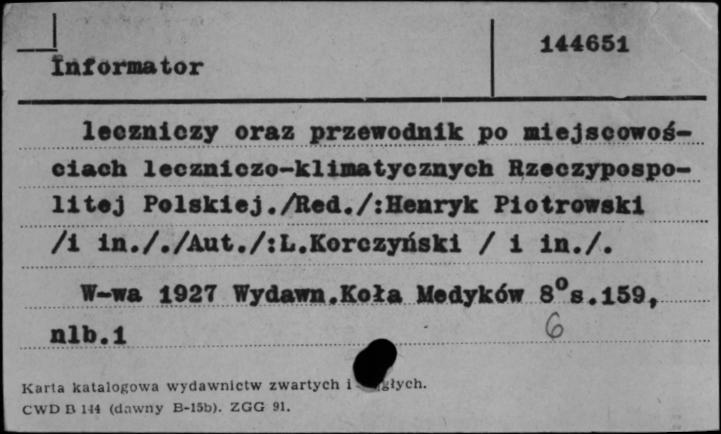 144651
Informator
leczniczy oraz przewodnik po miejscowoś-
ciach leczniczo-klimatycznych Rzeczypospo-
litej Polskiej./Red./:Henryk Piotrowski
/i in././Aut./:L.Korczyński / i in./.
W-wa 1927 Wydawn.Koła Medyków 8°s.159,
nlb.1
6
Karta katalogowa wydawnictw zwartych i
CWD B 144 (dawny B-15b). ZGG 91.